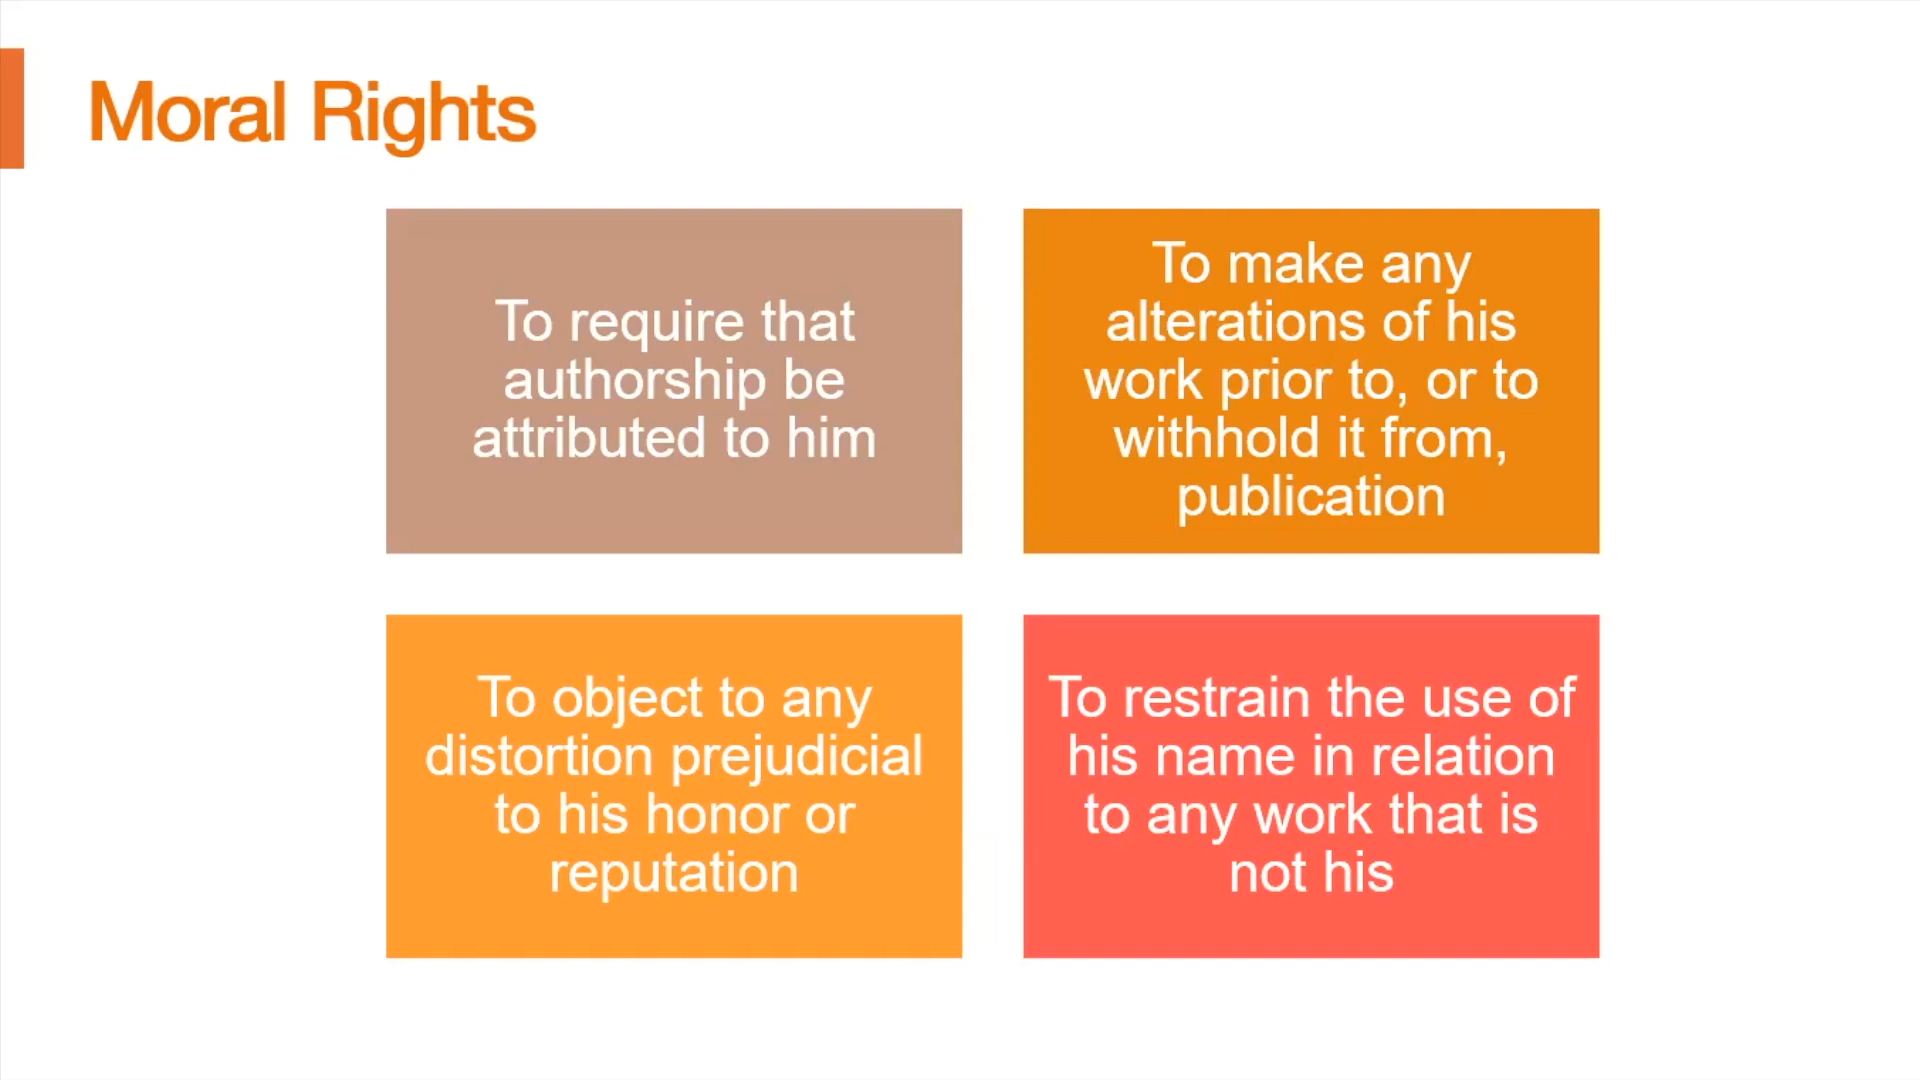 Moral Rights
To require that
authorship be
attributed to him
To make any
alterations of his
work prior to, or to
withhold it from,
publication
To object to any
distortion prejudicial
to his honor or
reputation
To restrain the use of
his name in relation
to any work that is
not his